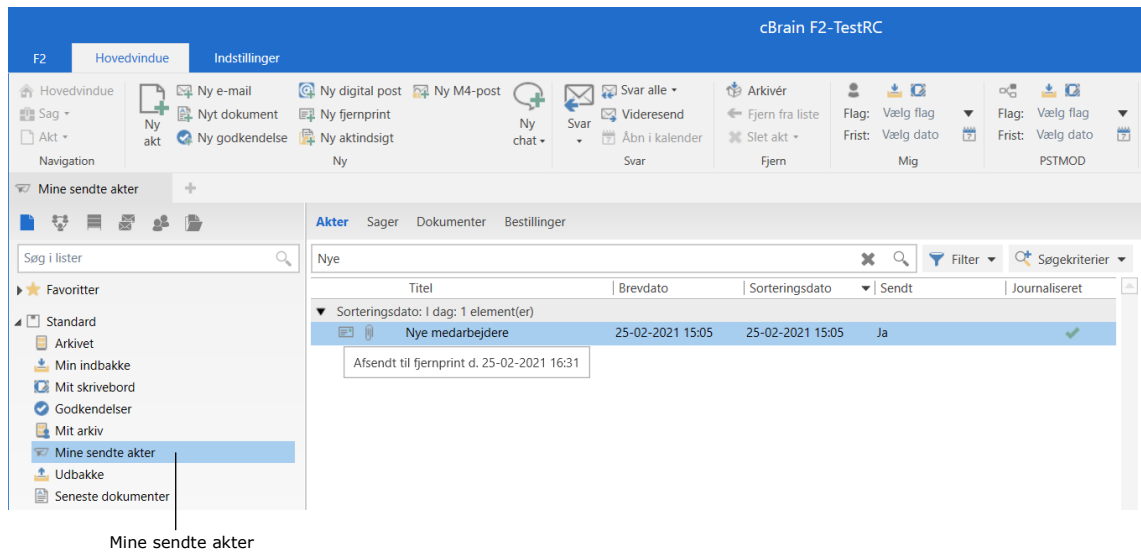 cBrain F2-TestRC
F2 Hovedvindue Indstillinger
Hovedvindue
Sag
Akt
Navigation
Ny akt
Ny e-mail
Nyt dokument
Ny godkendelse
Ny digital post
Ny fjernprint
Ny aktindsigt
Ny M4-post
Ny chat
Ny
Svar
Svar alle
Videresend
Åbn i kalender
Svar
Arkivér
Fjern fra liste
Slet akt
Fjern
Flag: Vælg flag
Frist: Vælg dato
Mig
Flag: Vælg flag
Frist: Vælg dato
PSTMOD
Mine sendte akter
Søg i lister
Favoritter
Standard
Arkivet
Min indbakke
Mit skrivebord
Godkendelser
Mit arkiv
Mine sendte akter
Udbakke
Seneste dokumenter
Akter Sager Dokumenter Bestillinger
Nye
Filter Søgekriterier
Titel Brevdato Sorteringsdato Sendt Journaliseret
Sorteringsdato: I dag: 1 element(er)
Nye medarbejdere 25-02-2021 15:05 25-02-2021 15:05 Ja
Afsendt til fjernprint d. 25-02-2021 16:31
Mine sendte akter